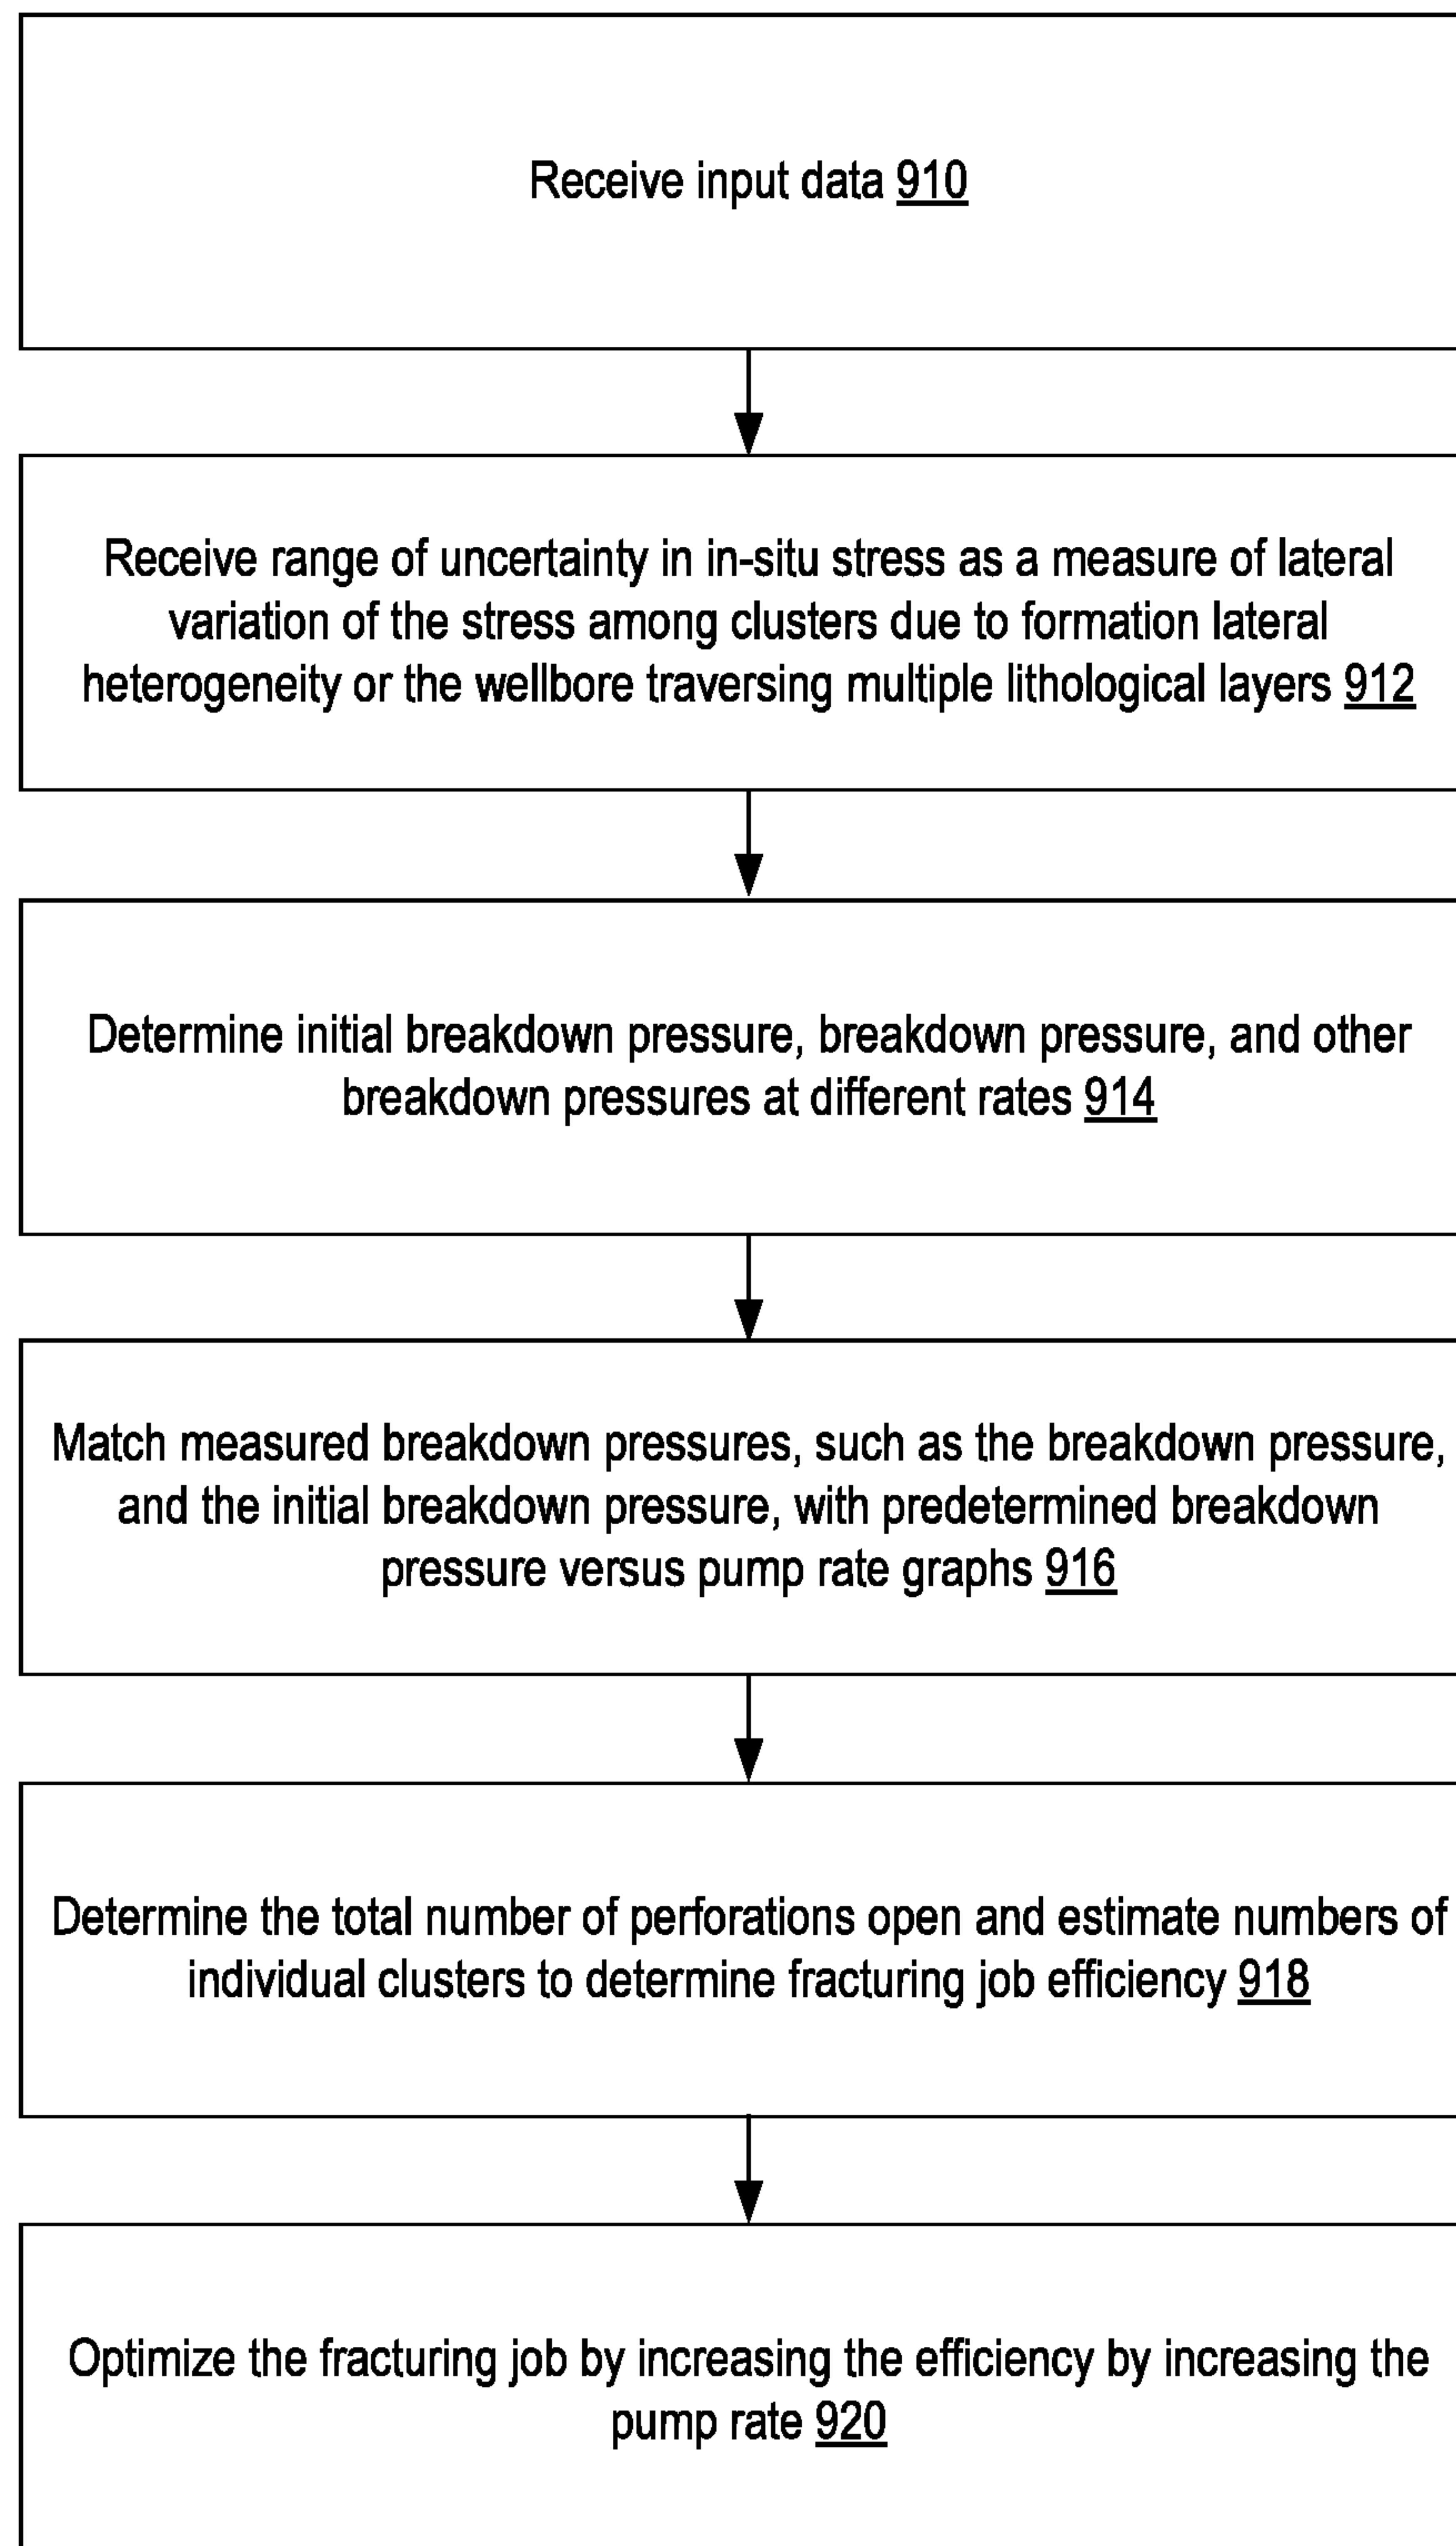 Receive input data 910
Receive range of uncertainty in in-situ stress as a measure of lateral
variation of the stress among clusters due to formation lateral
heterogeneity or the wellbore traversing multiple lithological layers 912
Determine initial breakdown pressure, breakdown pressure, and other
breakdown pressures at different rates 914
Match measured breakdown pressures, such as the breakdown pressure,
and the initial breakdown pressure, with predetermined breakdown
pressure versus pump rate graphs 916
Determine the total number of perforations open and estimate numbers of
individual clusters to determine fracturing job efficiency 918
Optimize the fracturing job by increasing the efficiency by increasing the
pump rate 920